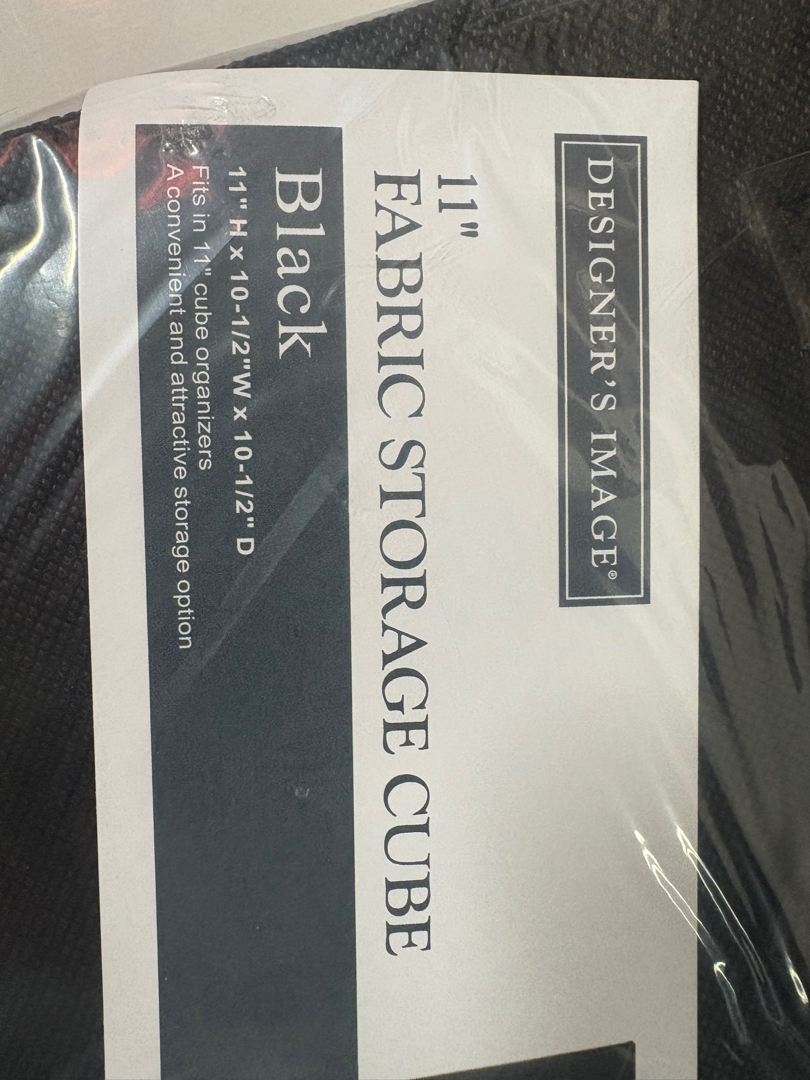 DESIGNER'S IMAGE®
11"
FABRIC STORAGE CUBE
Black
11" H x 10-1/2"W x 10-1/2" D
Fits in 11" cube organizers
A convenient and attractive storage option